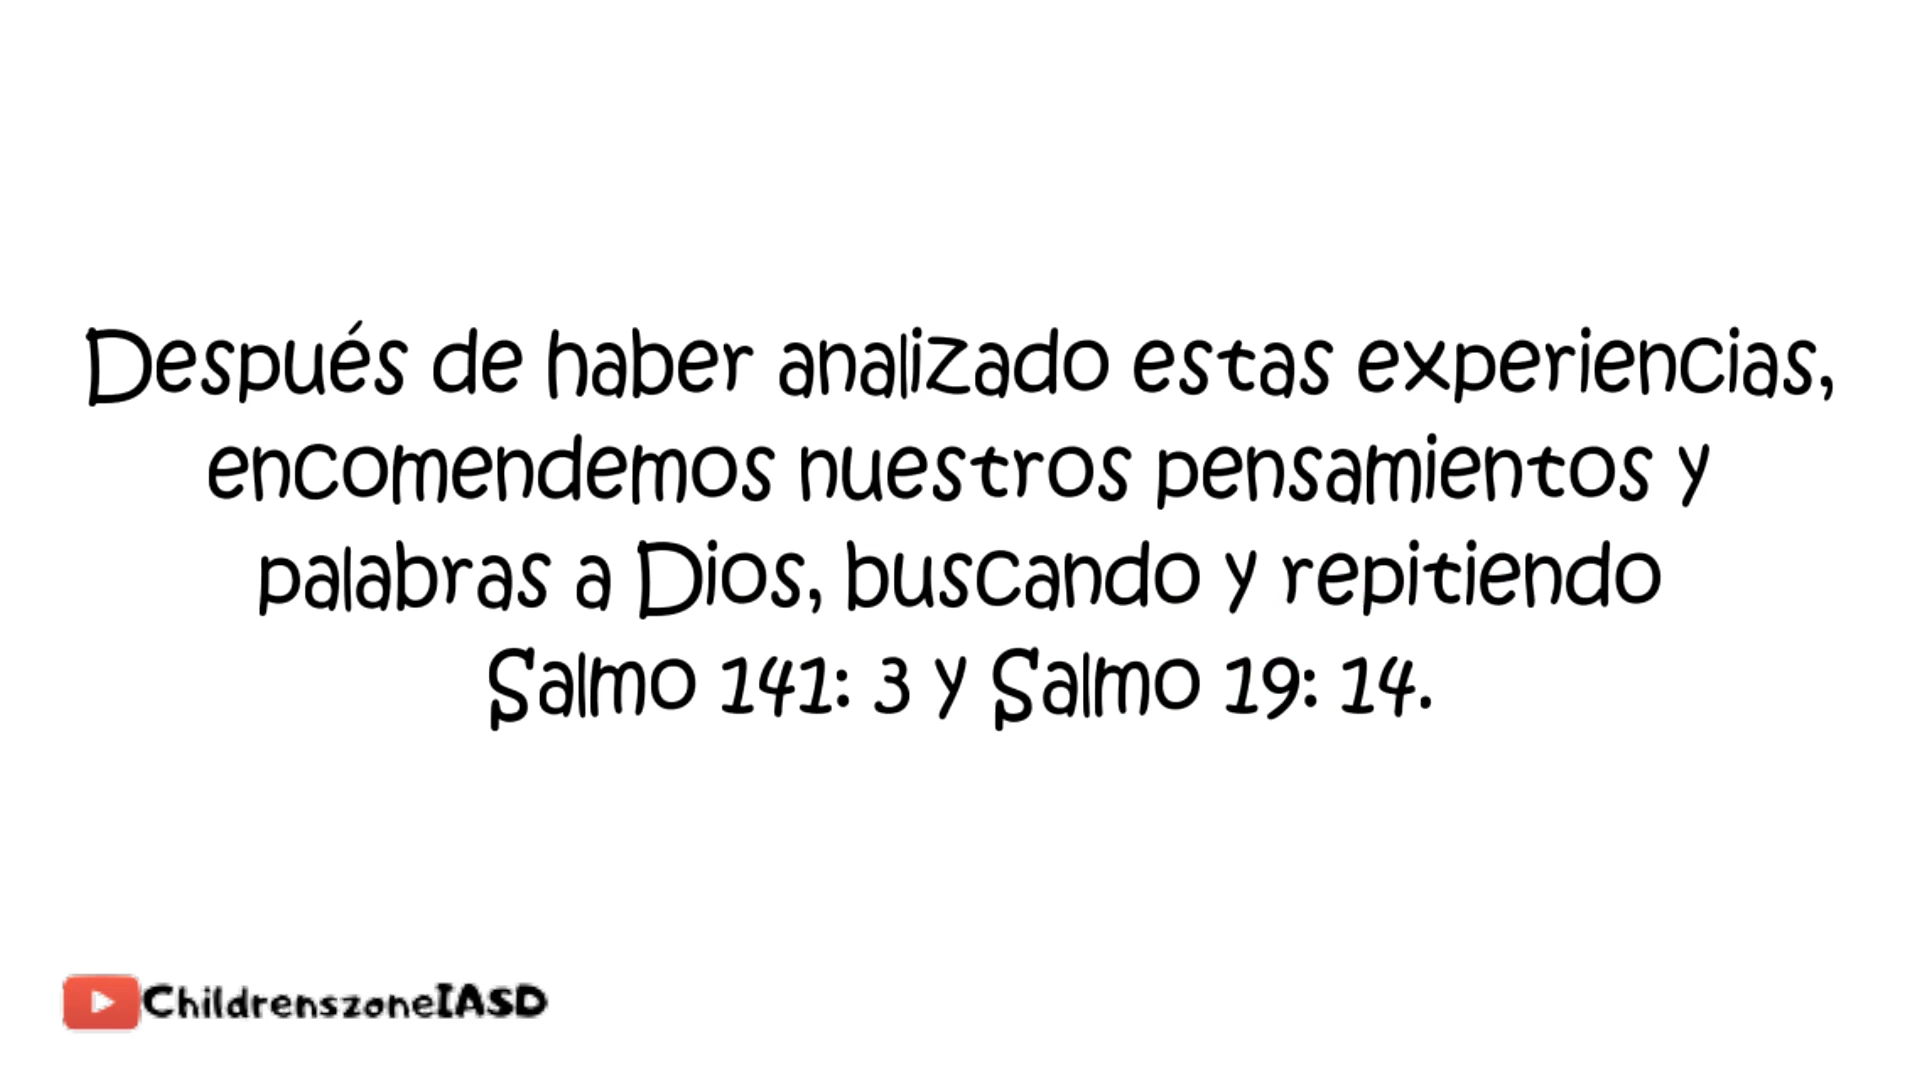 Después de haber analizado estas experiencias,
encomendemos nuestros pensamientos y
palabras a Dios, buscando y repitiendo
Salmo 141: 3 y Salmo 19: 14.
ChildrenszoneIASD